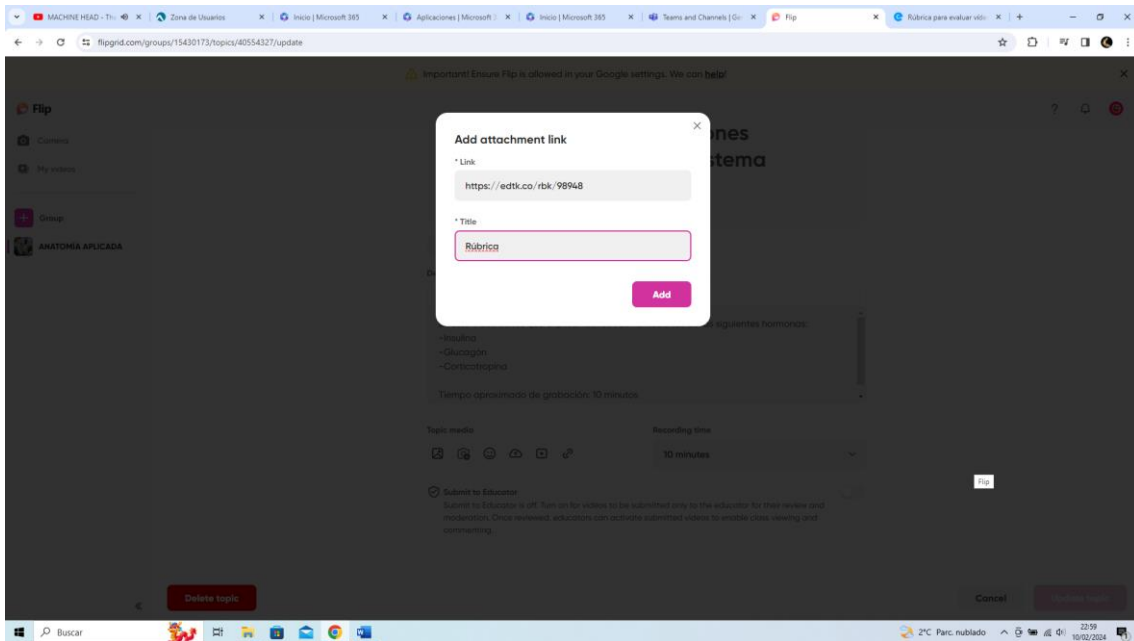 MACHINE HEAD - Thi
Zona de Usuarios
Inicio | Microsoft 365
Aplicaciones | Microsoft
Inicio | Microsoft 365
Teams and Channels | Ge
Flip
Rúbrica para evaluar vide
flipgrid.com/groups/15430173/topics/40554327/update
Important! Ensure Flip is allowed in your Google settings. We can help!
Flip
Camera
My videos
Group
ANATOMÍA APLICADA
Add attachment link
* Link
https://edtk.co/rbk/98948
* Title
Rúbrica
Add
ones
stema
siguientes hormonas:
-Insulina
-Glucagón
-Corticotropina
Tiempo aproximado de grabación: 10 minutos
Topic media
Recording time
10 minutes
Submit to Educator
Submit to Educator is off. Turn on for videos to be submitted only to the educator for their review and
moderation. Once reviewed, educators can activate submitted videos to enable class viewing and
commenting.
Flip
Delete topic
Cancel
Update topic
Buscar
2°C Parc. nublado
22:59
10/02/2024